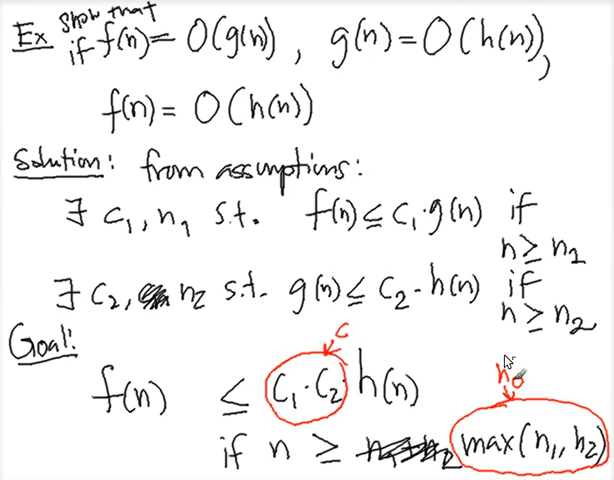 Ex show that
if f(n) = O(g(n)), g(n) = O(h(n)),
f(n) = O(h(n))
Solution: from assumptions:
∃ c₁, n₁ s.t. f(n) ≤ c₁·g(n) if
n ≥ n₁
∃ c₂, n₂ s.t. g(n) ≤ c₂·h(n) if
n ≥ n₂
Goal:
c
f(n) ≤ c₁·c₂·h(n)
n₀
if n ≥ max(n₁, n₂)